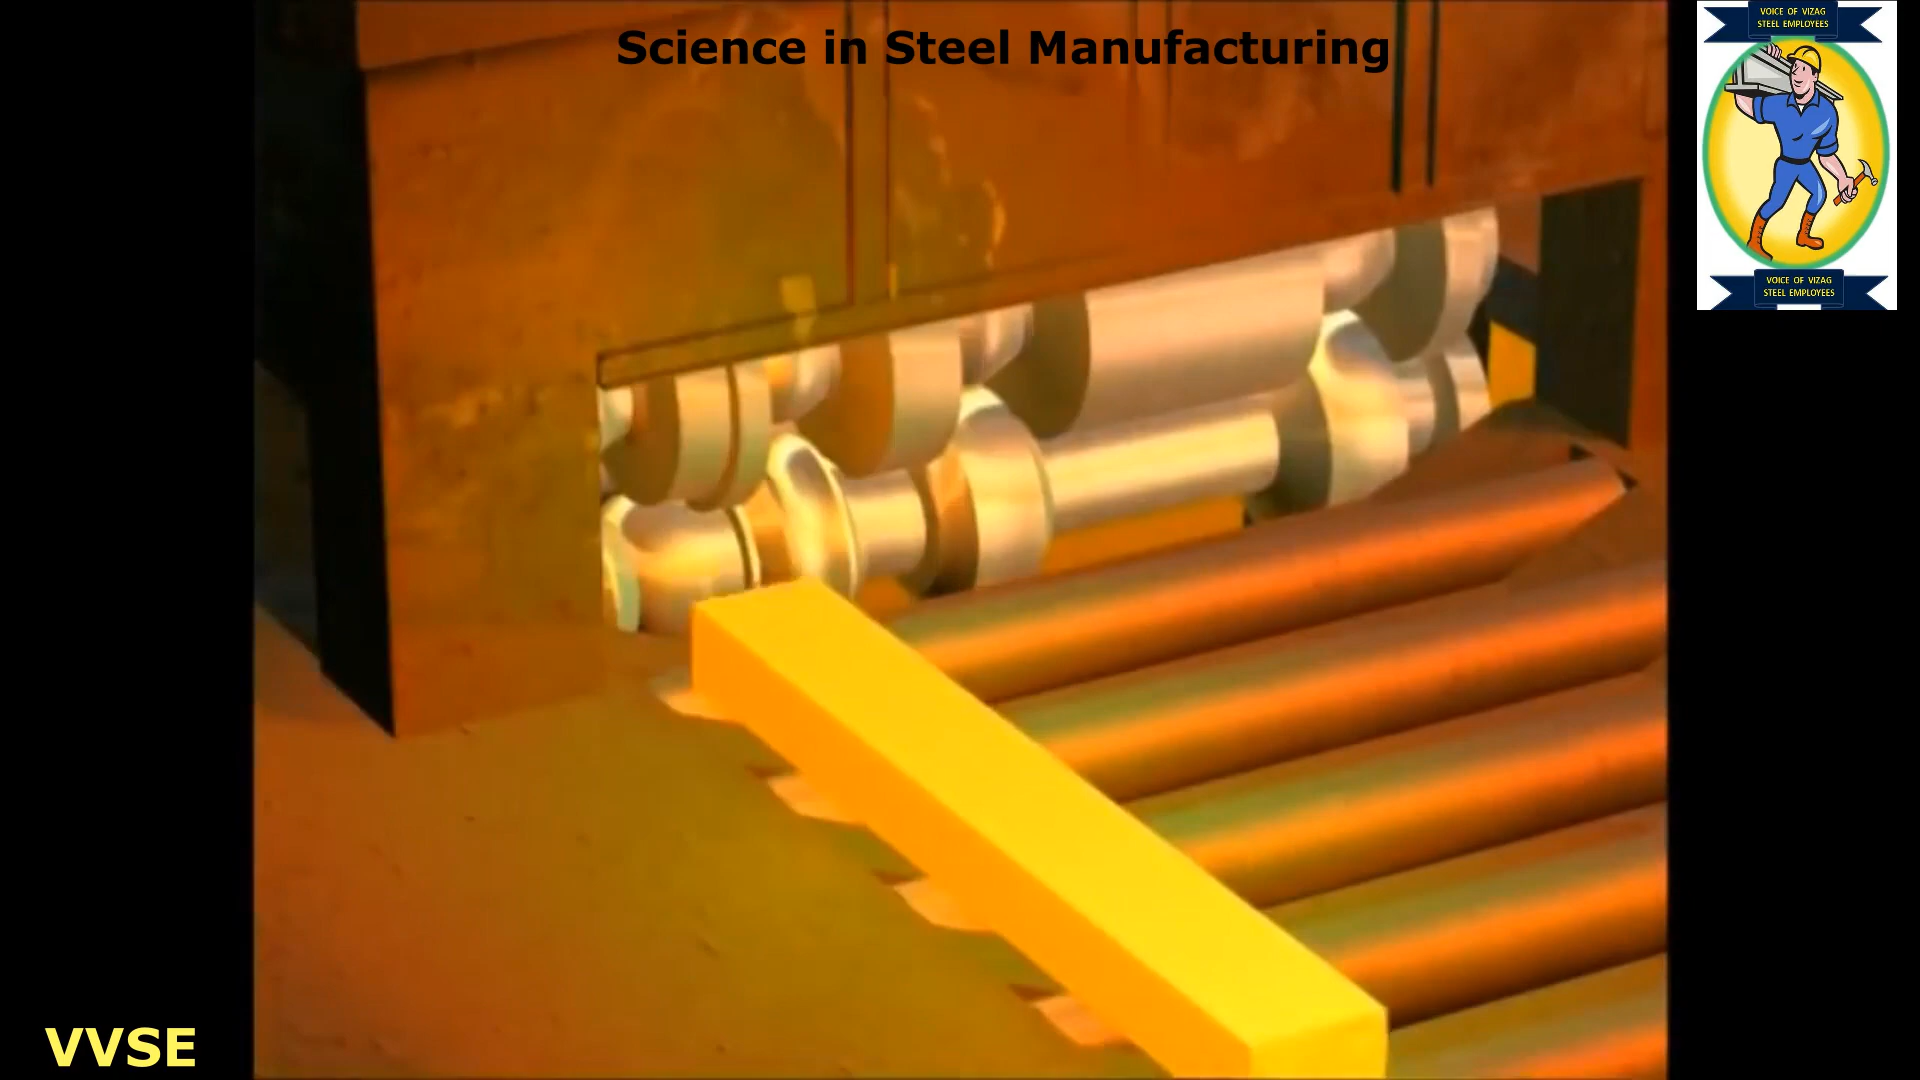 Science in Steel Manufacturing
VOICE OF VIZAG
STEEL EMPLOYEES
VOICE OF VIZAG
STEEL EMPLOYEES
VVSE